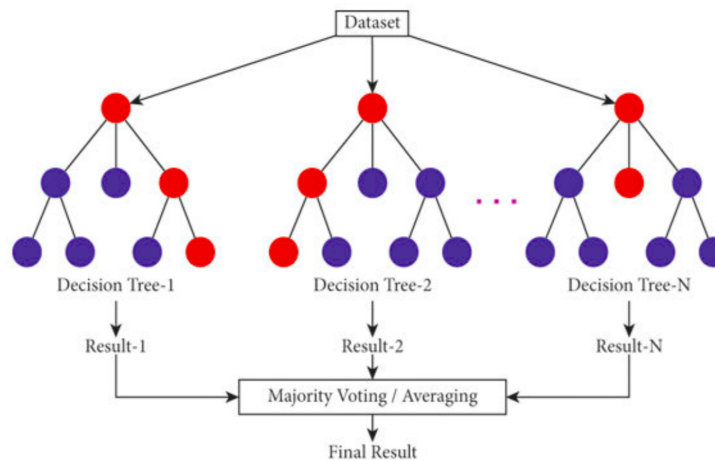 Dataset
Decision Tree-1
Decision Tree-2
Decision Tree-N
Result-1
Result-2
Result-N
Majority Voting / Averaging
Final Result